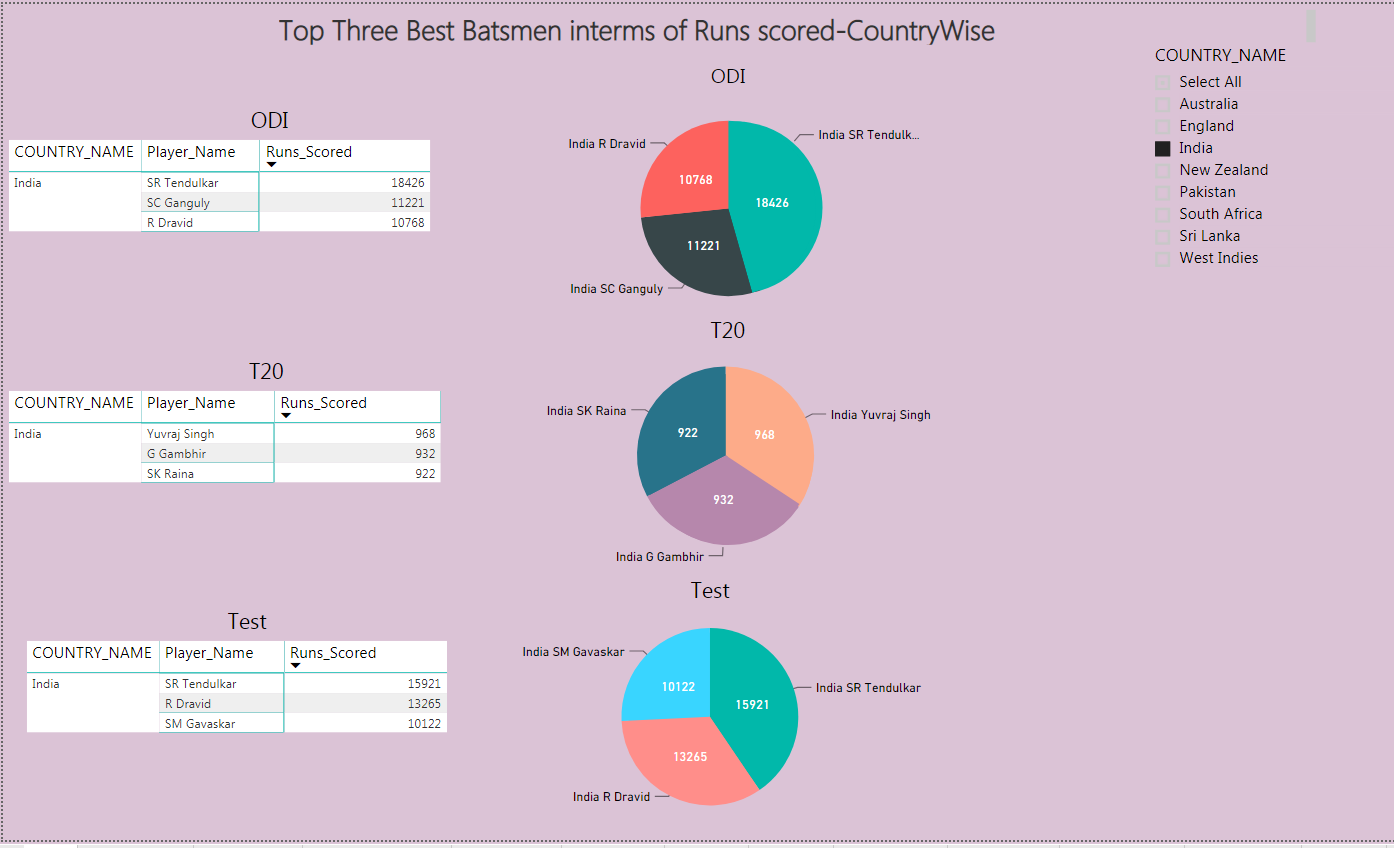 Top Three Best Batsmen interms of Runs scored-CountryWise
ODI
COUNTRY_NAME Player_Name Runs_Scored
India SR Tendulkar 18426
SC Ganguly 11221
R Dravid 10768
ODI
India R Dravid
India SR Tendulk...
10768
18426
11221
India SC Ganguly
COUNTRY_NAME
Select All
Australia
England
India
New Zealand
Pakistan
South Africa
Sri Lanka
West Indies
T20
COUNTRY_NAME Player_Name Runs_Scored
India Yuvraj Singh 968
G Gambhir 932
SK Raina 922
T20
India SK Raina
India Yuvraj Singh
922
968
932
India G Gambhir
Test
COUNTRY_NAME Player_Name Runs_Scored
India SR Tendulkar 15921
R Dravid 13265
SM Gavaskar 10122
Test
India SM Gavaskar
India SR Tendulkar
10122
15921
13265
India R Dravid